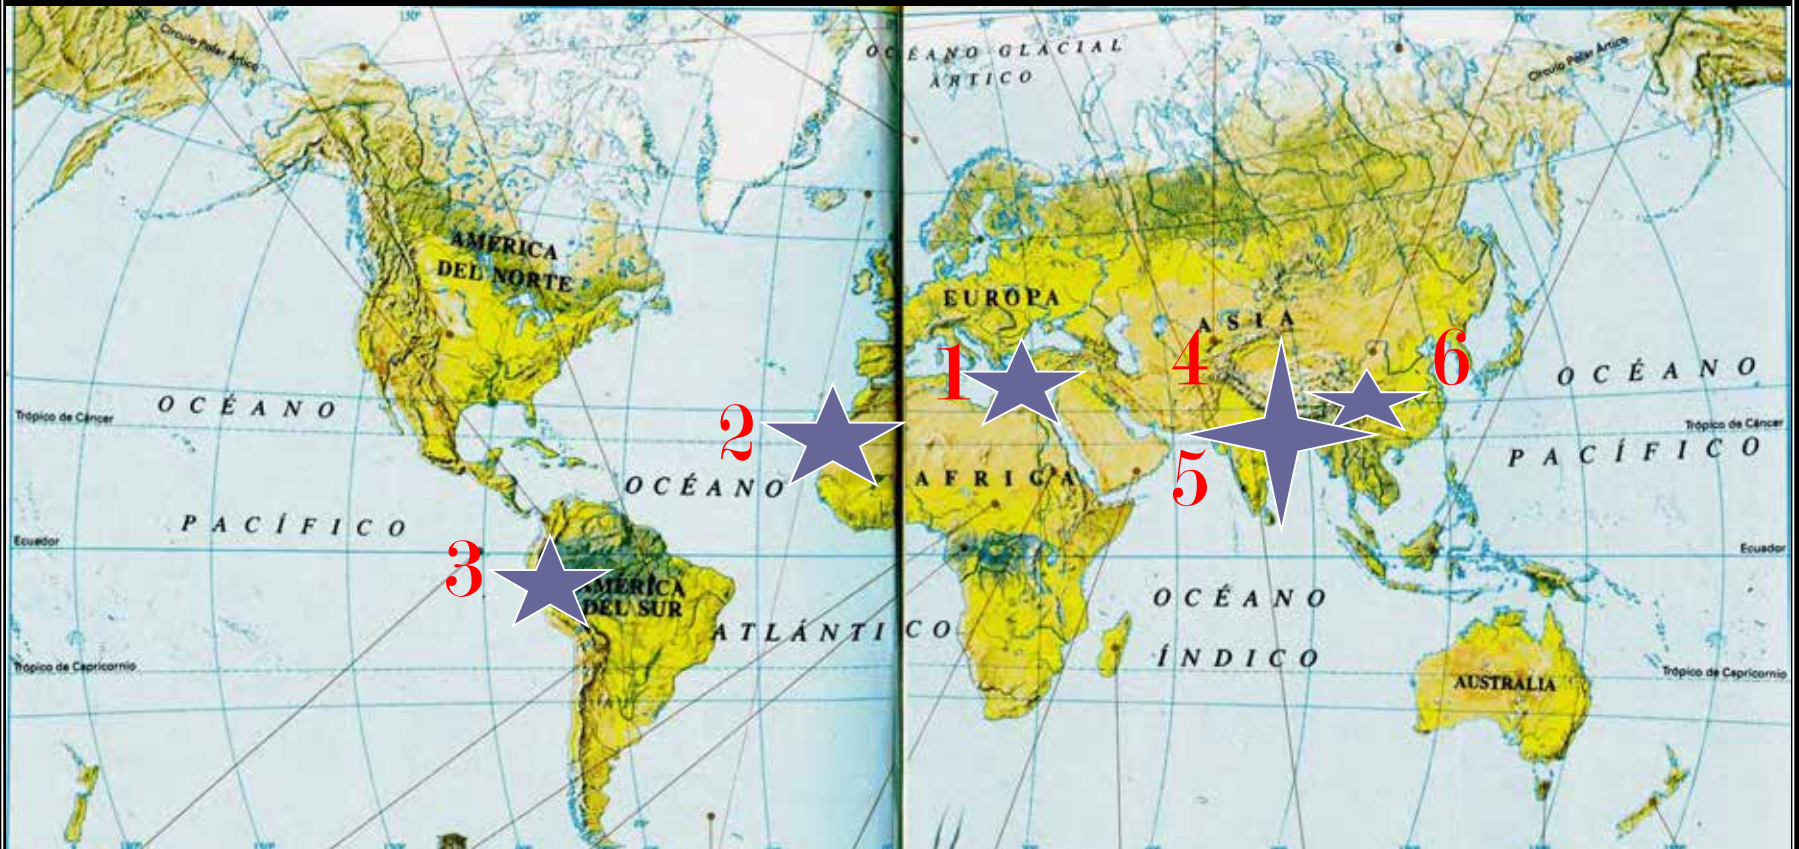 Círculo Polar Ártico
OCÉANO GLACIAL
ARTICO
Círculo Polar Ártico
AMÉRICA
DEL NORTE
EUROPA
ASIA
1
4
6
OCÉANO
OCÉANO
Trópico de Cáncer
Trópico de Cáncer
2
PACÍFICO
OCÉANO
AFRICA
5
PACÍFICO
Ecuador
Ecuador
3
AMÉRICA
DEL SUR
OCÉANO
ATLÁNTICO
ÍNDICO
Trópico de Capricornio
Trópico de Capricornio
AUSTRALIA